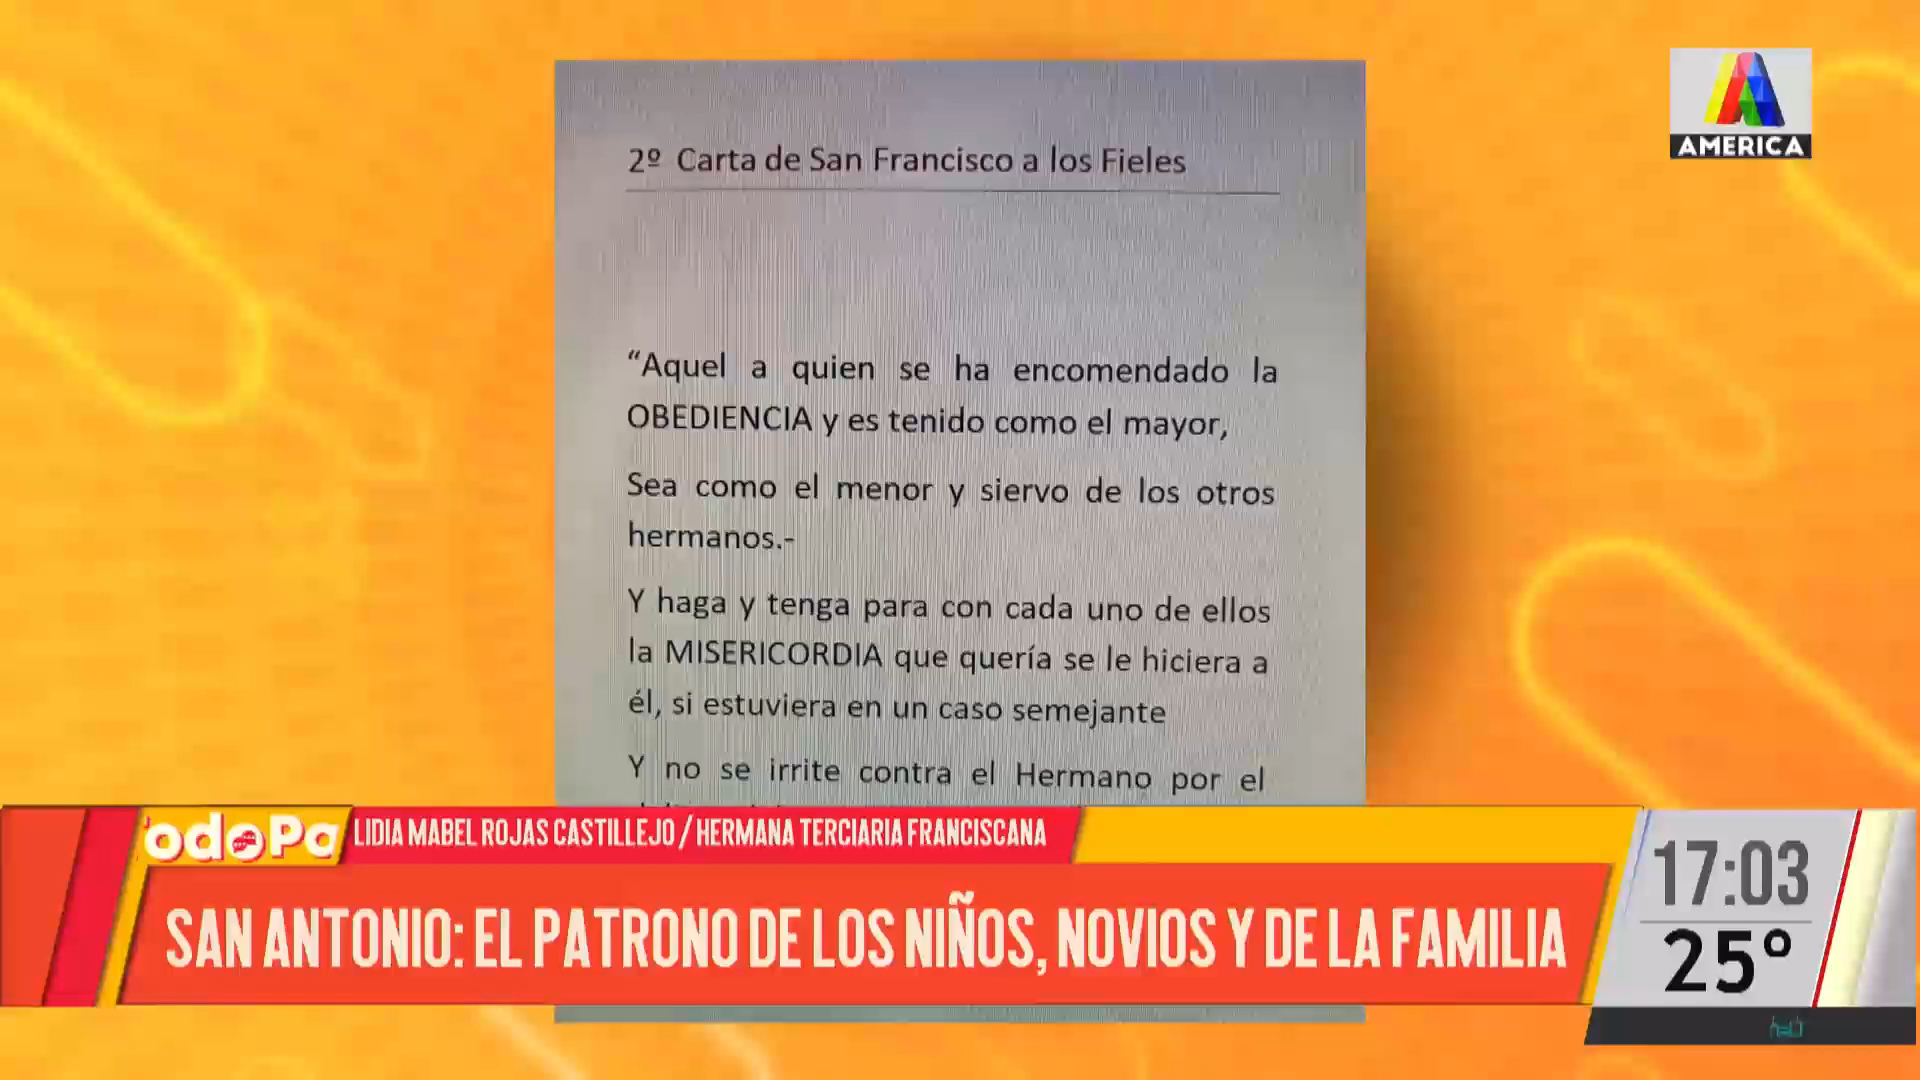 AMERICA
2º Carta de San Francisco a los Fieles
“Aquel a quien se ha encomendado la
OBEDIENCIA y es tenido como el mayor,
Sea como el menor y siervo de los otros
hermanos.-
Y haga y tenga para con cada uno de ellos
la MISERICORDIA que quería se le hiciera a
él, si estuviera en un caso semejante
Y no se irrite contra el Hermano por el
odoPa
LIDIA MABEL ROJAS CASTILLEJO / HERMANA TERCIARIA FRANCISCANA
SAN ANTONIO: EL PATRONO DE LOS NIÑOS, NOVIOS Y DE LA FAMILIA
17:03
25°